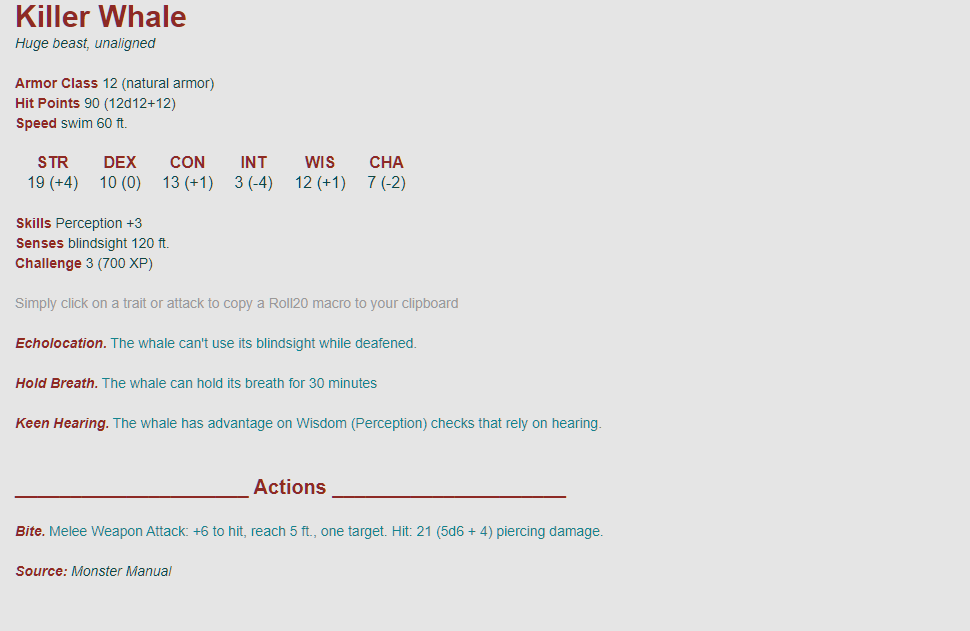 Killer Whale
Huge beast, unaligned
Armor Class 12 (natural armor)
Hit Points 90 (12d12+12)
Speed swim 60 ft.
STR DEX CON INT WIS CHA
19 (+4) 10 (0) 13 (+1) 3 (-4) 12 (+1) 7 (-2)
Skills Perception +3
Senses blindsight 120 ft.
Challenge 3 (700 XP)
Simply click on a trait or attack to copy a Roll20 macro to your clipboard
Echolocation. The whale can't use its blindsight while deafened.
Hold Breath. The whale can hold its breath for 30 minutes
Keen Hearing. The whale has advantage on Wisdom (Perception) checks that rely on hearing.
_____________________ Actions _____________________
Bite. Melee Weapon Attack: +6 to hit, reach 5 ft., one target. Hit: 21 (5d6 + 4) piercing damage.
Source: Monster Manual